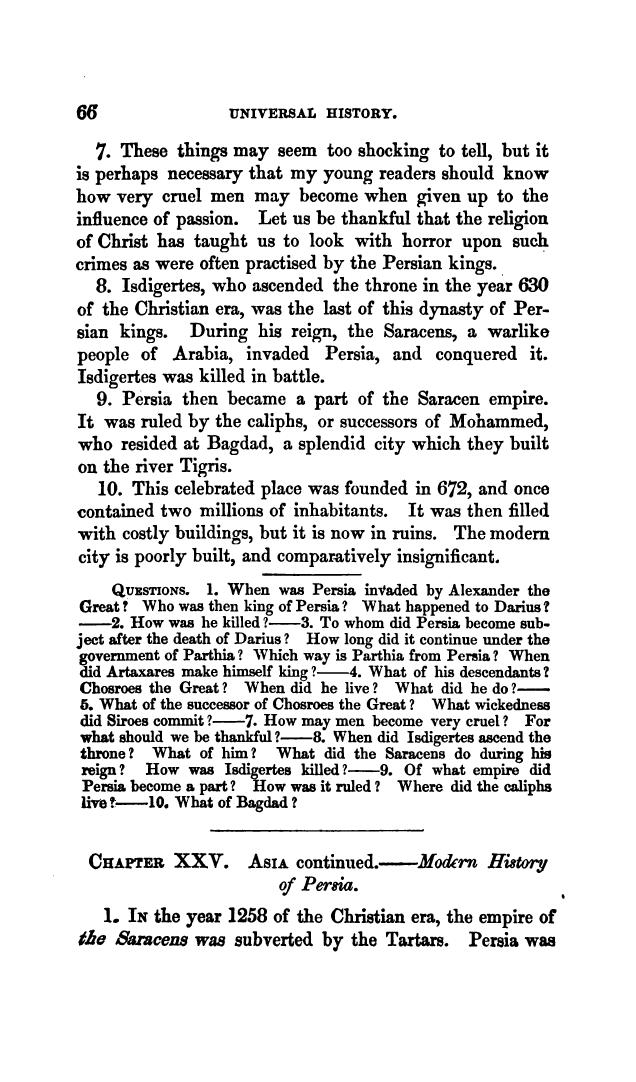 66 UNIVERSAL HISTORY.
7. These things may seem too shocking to tell, but it
is perhaps necessary that my young readers should know
how very cruel men may become when given up to the
influence of passion. Let us be thankful that the religion
of Christ has taught us to look with horror upon such
crimes as were often practised by the Persian kings.
8. Isdigertes, who ascended the throne in the year 630
of the Christian era, was the last of this dynasty of Per-
sian kings. During his reign, the Saracens, a warlike
people of Arabia, invaded Persia, and conquered it.
Isdigertes was killed in battle.
9. Persia then became a part of the Saracen empire.
It was ruled by the caliphs, or successors of Mohammed,
who resided at Bagdad, a splendid city which they built
on the river Tigris.
10. This celebrated place was founded in 672, and once
contained two millions of inhabitants. It was then filled
with costly buildings, but it is now in ruins. The modern
city is poorly built, and comparatively insignificant.
QUESTIONS. 1. When was Persia invaded by Alexander the
Great? Who was then king of Persia? What happened to Darius?
——2. How was he killed?——3. To whom did Persia become sub-
ject after the death of Darius? How long did it continue under the
government of Parthia? Which way is Parthia from Persia? When
did Artaxares make himself king?——4. What of his descendants?
Chosroes the Great? When did he live? What did he do?——
5. What of the successor of Chosroes the Great? What wickedness
did Siroes commit?——7. How may men become very cruel? For
what should we be thankful?——8. When did Isdigertes ascend the
throne? What of him? What did the Saracens do during his
reign? How was Isdigertes killed?——9. Of what empire did
Persia become a part? How was it ruled? Where did the caliphs
live?——10. What of Bagdad?
CHAPTER XXV. ASIA continued.——Modern History
of Persia.
1. IN the year 1258 of the Christian era, the empire of
the Saracens was subverted by the Tartars. Persia was